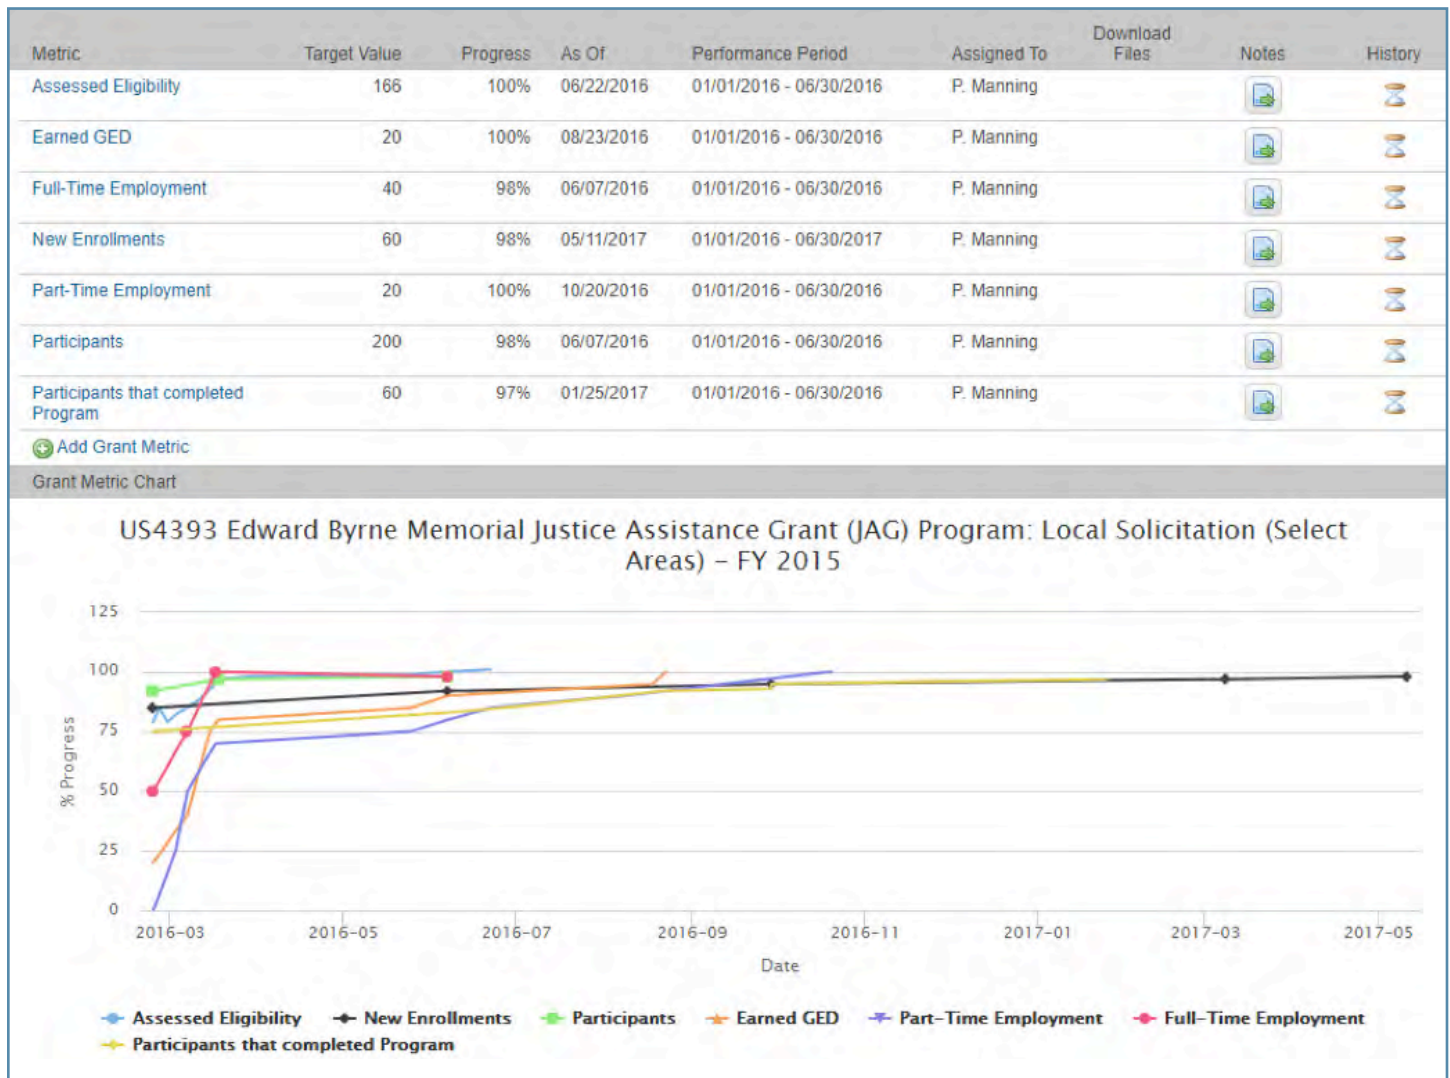 Download
Metric Target Value Progress As Of Performance Period Assigned To Files Notes History
Assessed Eligibility 166 100% 06/22/2016 01/01/2016 - 06/30/2016 P. Manning
Earned GED 20 100% 08/23/2016 01/01/2016 - 06/30/2016 P. Manning
Full-Time Employment 40 98% 06/07/2016 01/01/2016 - 06/30/2016 P. Manning
New Enrollments 60 98% 05/11/2017 01/01/2016 - 06/30/2017 P. Manning
Part-Time Employment 20 100% 10/20/2016 01/01/2016 - 06/30/2016 P. Manning
Participants 200 98% 06/07/2016 01/01/2016 - 06/30/2016 P. Manning
Participants that completed 60 97% 01/25/2017 01/01/2016 - 06/30/2016 P. Manning
Program
Add Grant Metric
Grant Metric Chart
US4393 Edward Byrne Memorial Justice Assistance Grant (JAG) Program: Local Solicitation (Select
Areas) – FY 2015
125
100
75
50
25
0
% Progress
2016-03 2016-05 2016-07 2016-09 2016-11 2017-01 2017-03 2017-05
Date
Assessed Eligibility New Enrollments Participants Earned GED Part-Time Employment Full-Time Employment
Participants that completed Program